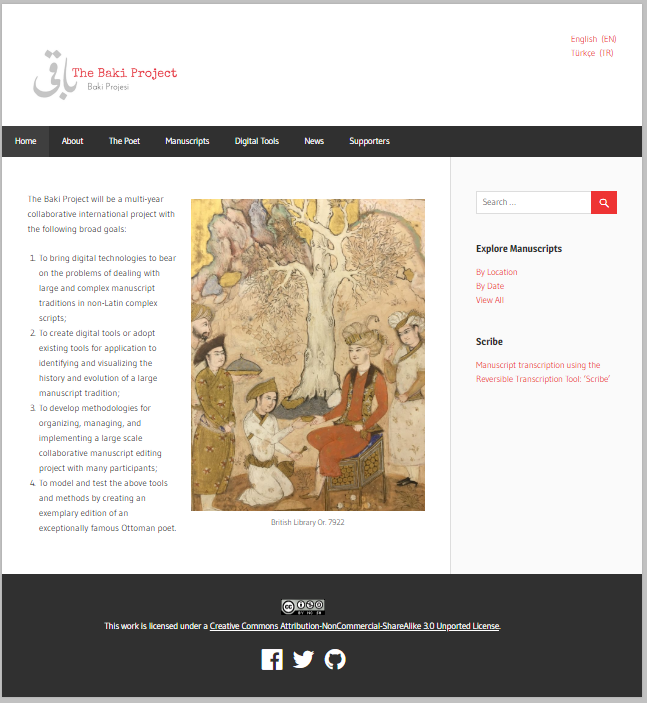 English (EN)
Türkçe (TR)
باقى
The Baki Project
Baki Projesi
Home About The Poet Manuscripts Digital Tools News Supporters
The Baki Project will be a multi-year
collaborative international project with
the following broad goals:
1. To bring digital technologies to bear
on the problems of dealing with
large and complex manuscript
traditions in non-Latin complex
scripts;
2. To create digital tools or adopt
existing tools for application to
identifying and visualizing the
history and evolution of a large
manuscript tradition;
3. To develop methodologies for
organizing, managing, and
implementing a large scale
collaborative manuscript editing
project with many participants;
4. To model and test the above tools
and methods by creating an
exemplary edition of an
exceptionally famous Ottoman poet.
British Library Or. 7922
Search …
Explore Manuscripts
By Location
By Date
View All
Scribe
Manuscript transcription using the
Reversible Transcription Tool: ‘Scribe’
cc
BY NC SA
This work is licensed under a Creative Commons Attribution-NonCommercial-ShareAlike 3.0 Unported License.